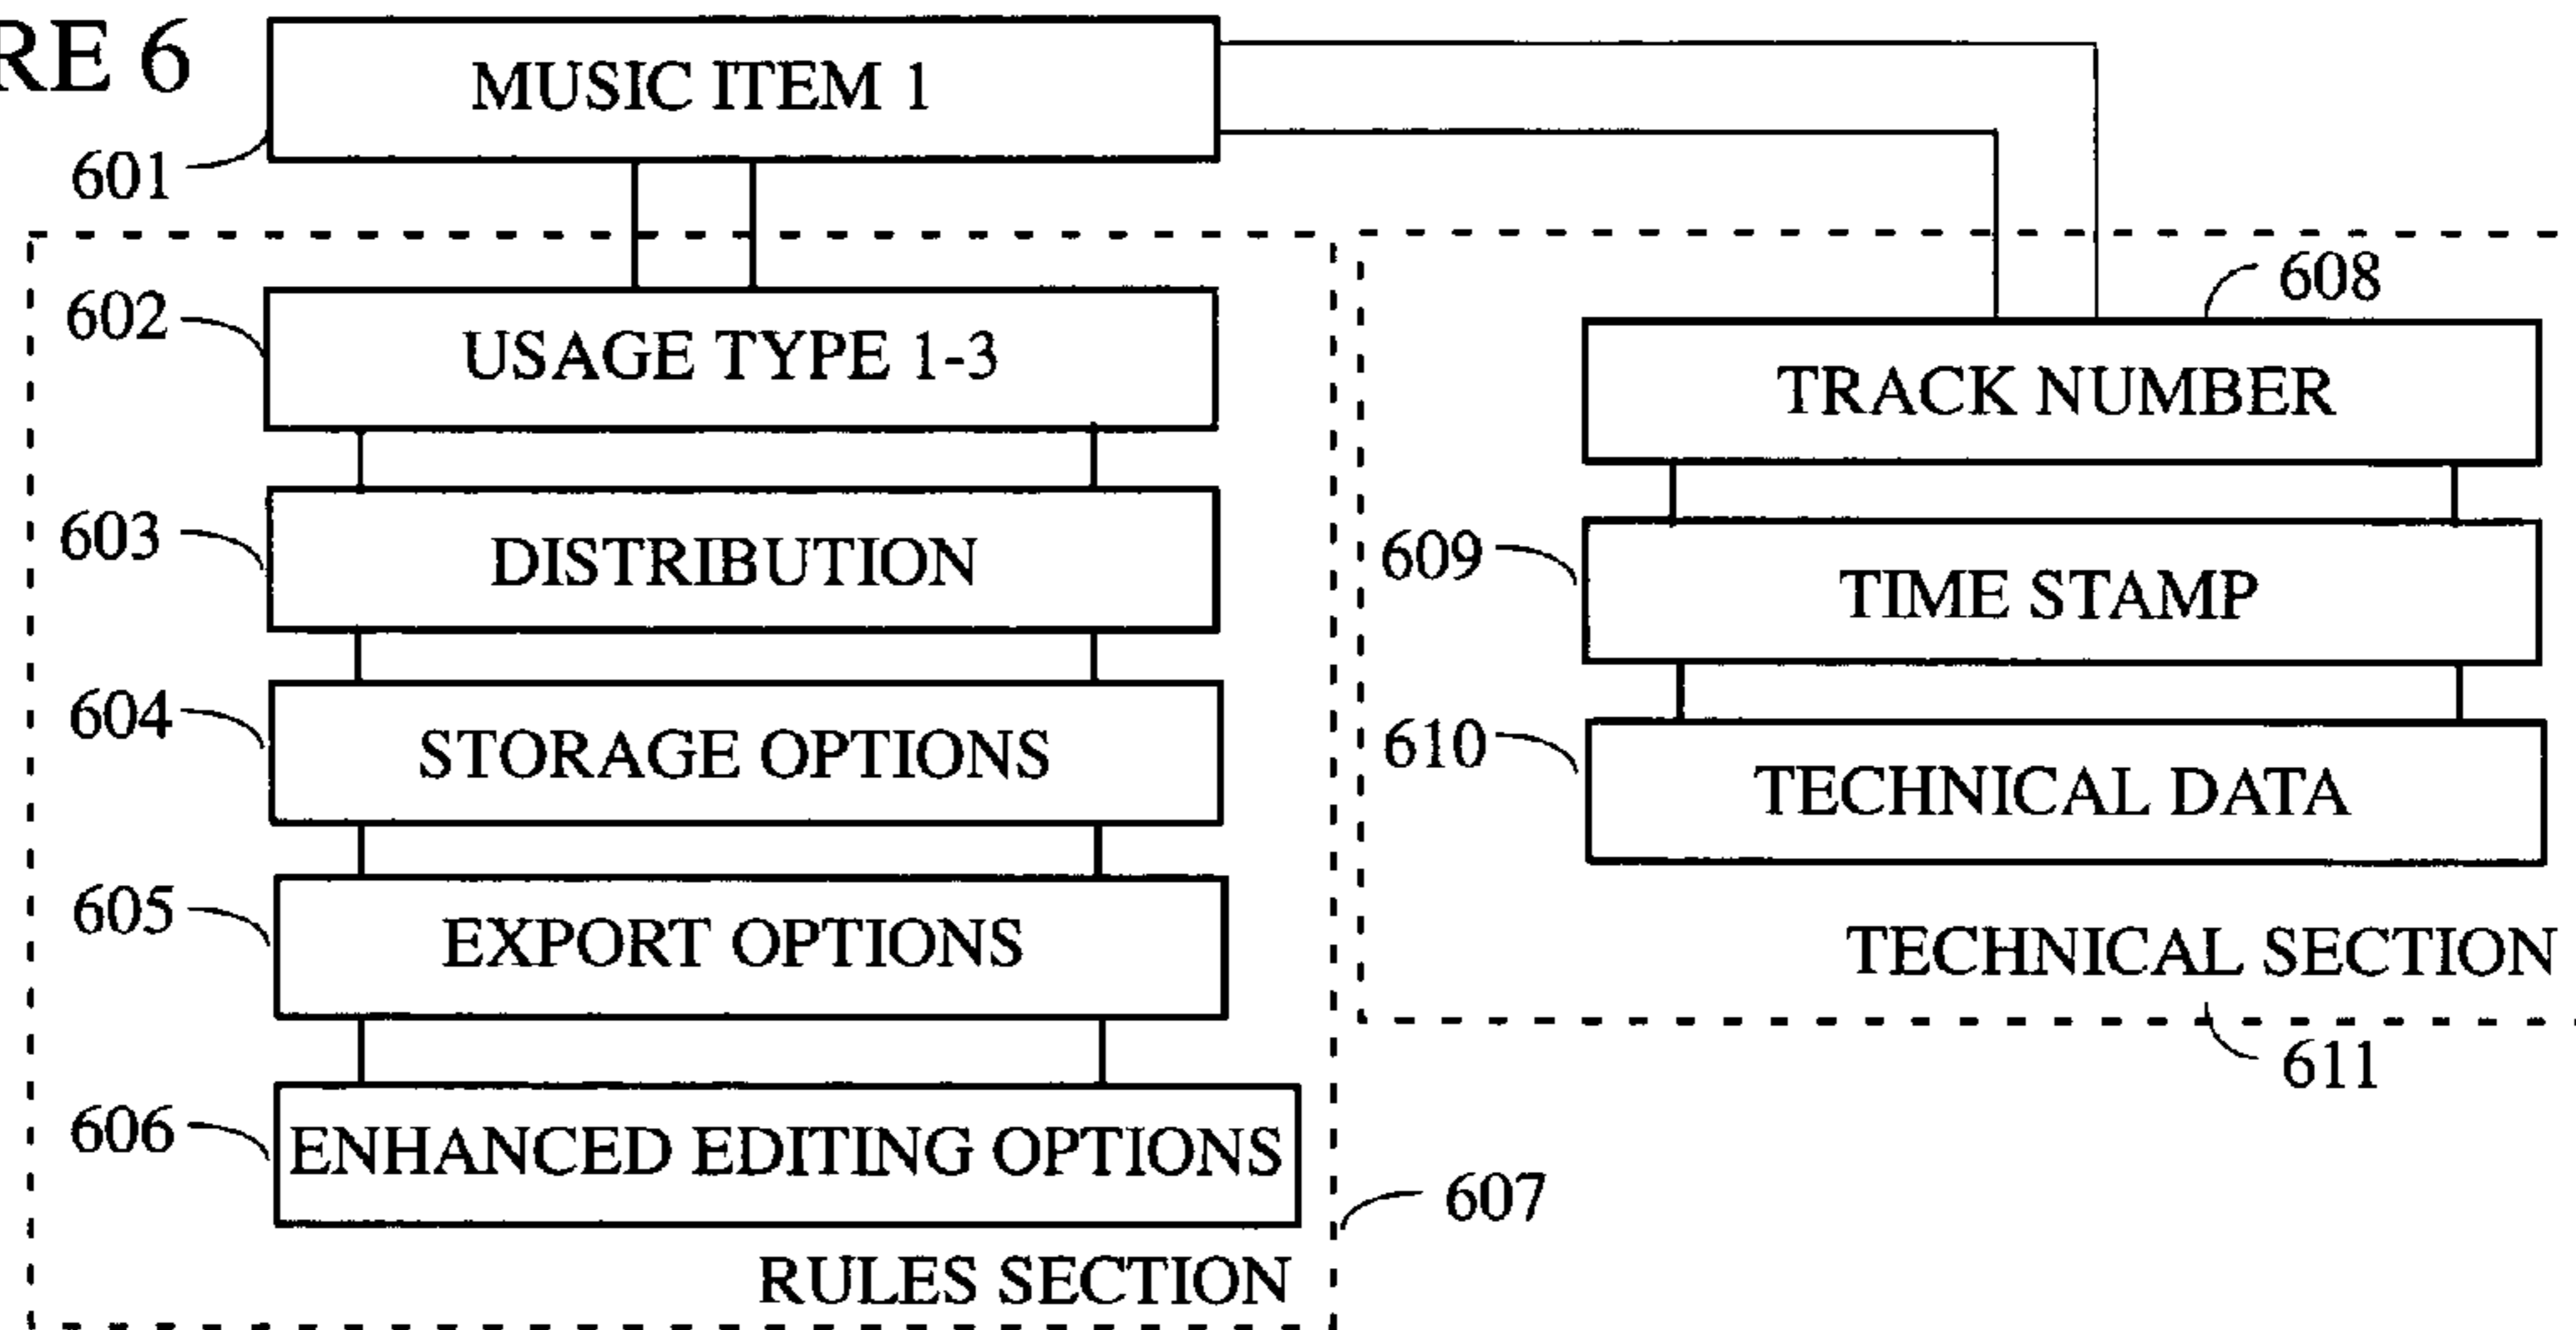 RE 6
MUSIC ITEM 1
601
602
USAGE TYPE 1-3
603
DISTRIBUTION
604
STORAGE OPTIONS
605
EXPORT OPTIONS
606
ENHANCED EDITING OPTIONS
607
RULES SECTION
608
TRACK NUMBER
609
TIME STAMP
610
TECHNICAL DATA
TECHNICAL SECTION
611